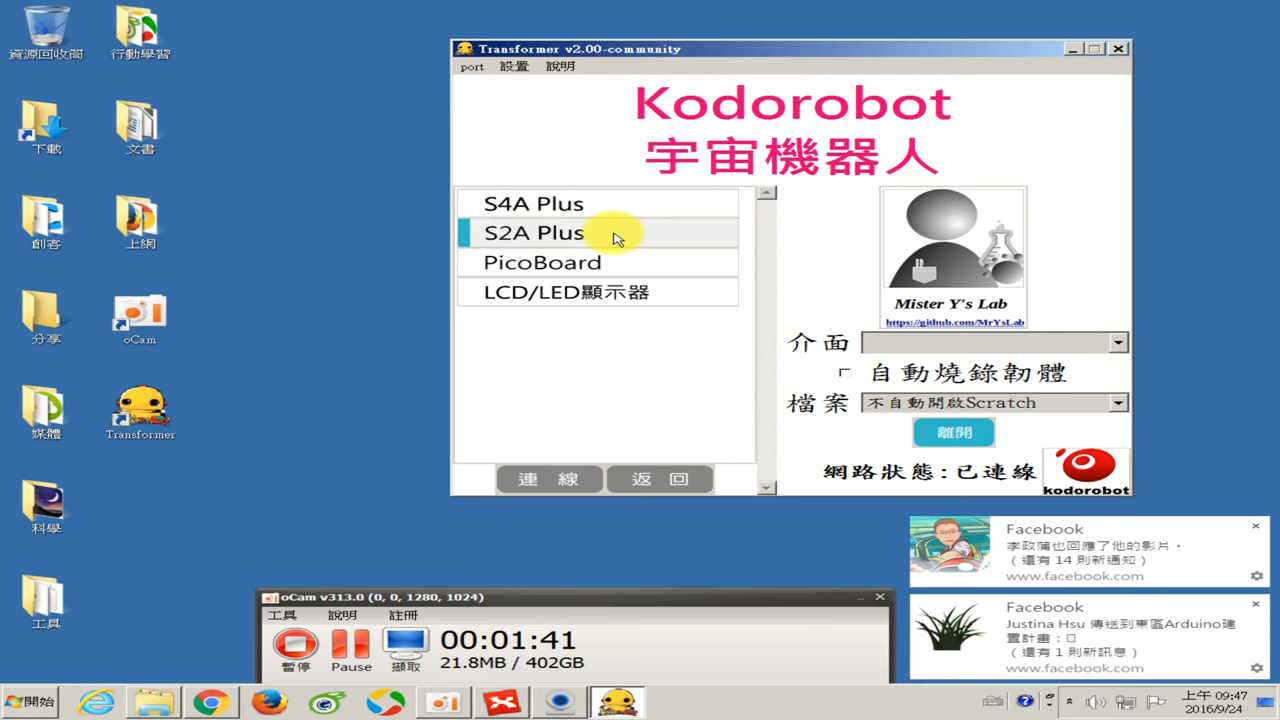 資源回收筒
行動學習
下載
文書
創客
上網
分享
oCam
媒體
Transformer
科學
工具
Transformer v2.00-community
port 設置 說明
Kodorobot
宇宙機器人
S4A Plus
S2A Plus
PicoBoard
LCD/LED顯示器
連 線
返 回
Mister Y's Lab
https://github.com/MrYsLab
介面
自動燒錄韌體
檔案 不自動開啟Scratch
離開
網路狀態:已連線
kodorobot
Facebook
李政蒲也回應了他的影片。
（還有 14 則新通知）
www.facebook.com
Facebook
Justina Hsu 傳送到東區Arduino建
置計畫：
（還有 1 則新訊息）
www.facebook.com
oCam v313.0 (0, 0, 1280, 1024)
工具 說明 註冊
00:01:41
21.8MB / 402GB
暫停 Pause 擷取
開始
上午 09:47
2016/9/24